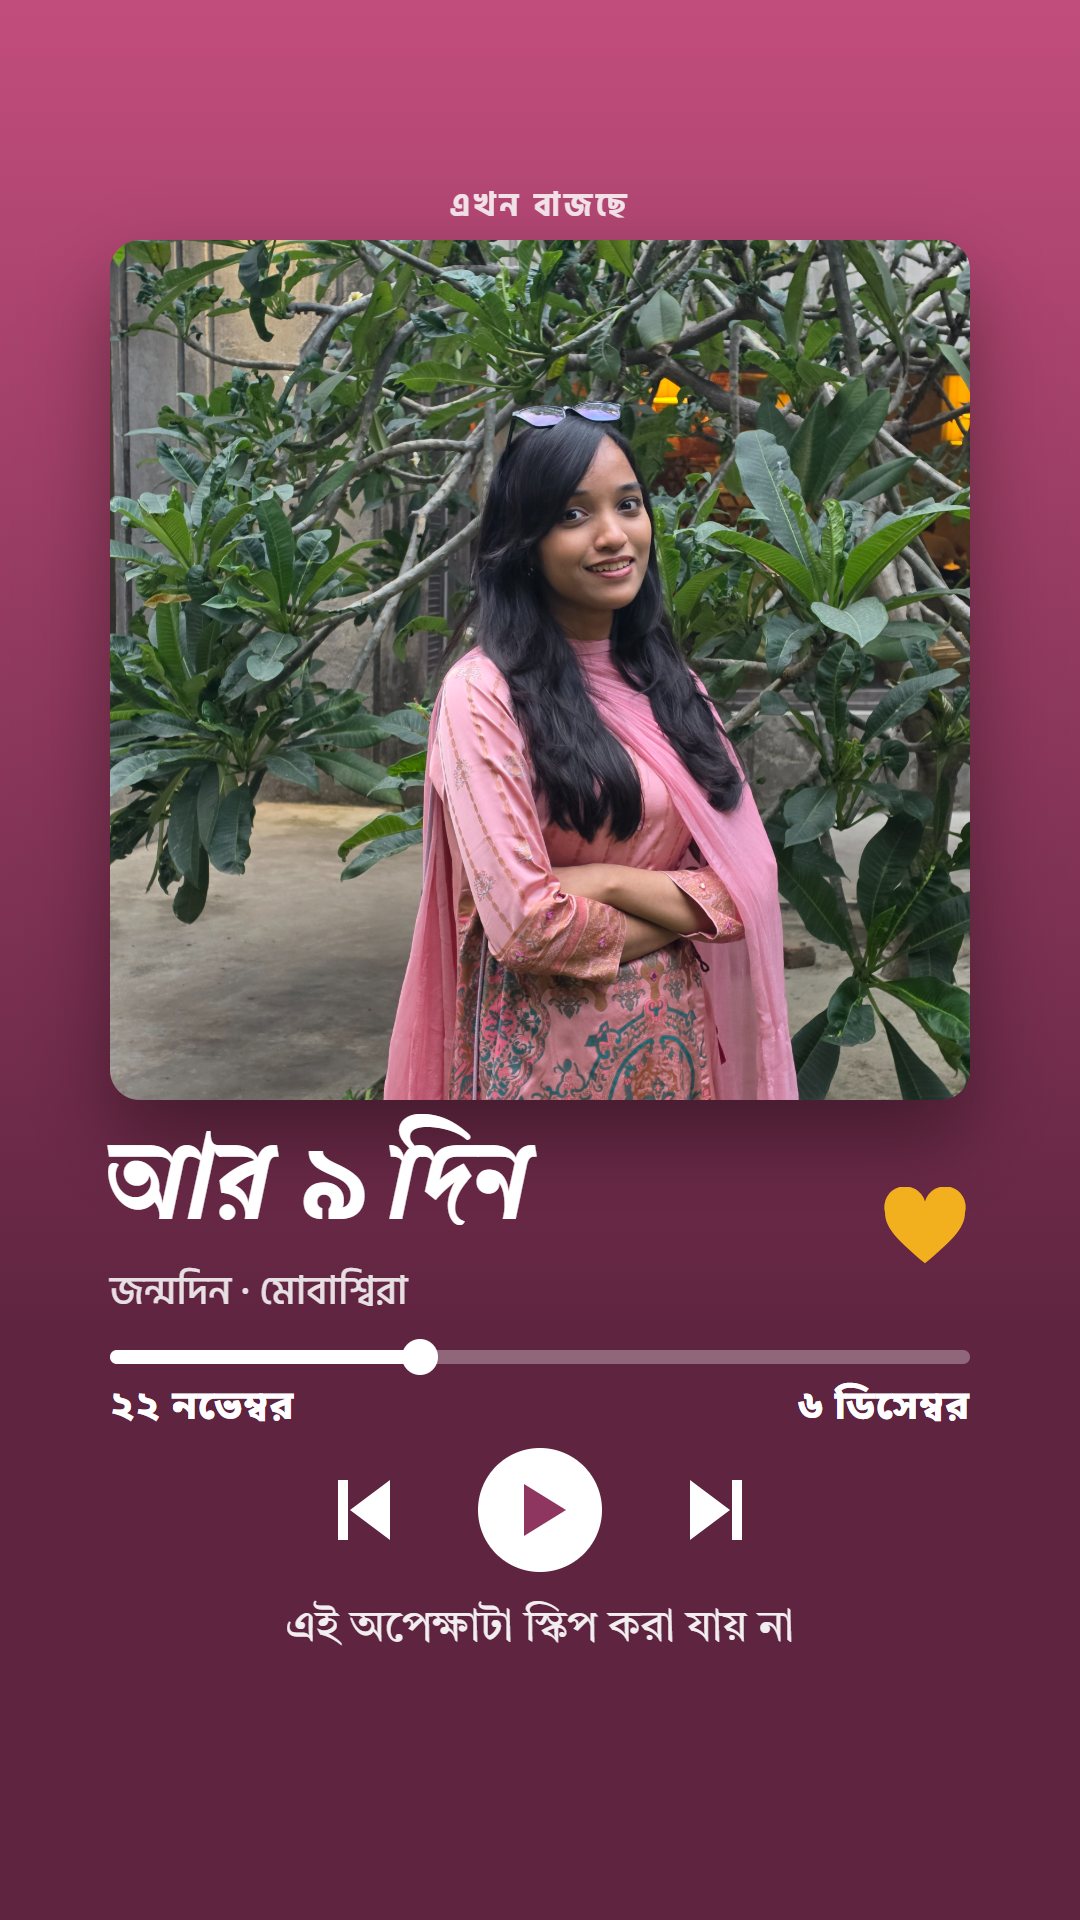 এখন বাজছে
আর ৯ দিন
জন্মদিন · মোবাশ্বিরা
২২ নভেম্বর
৬ ডিসেম্বর
এই অপেক্ষাটা স্কিপ করা যায় না